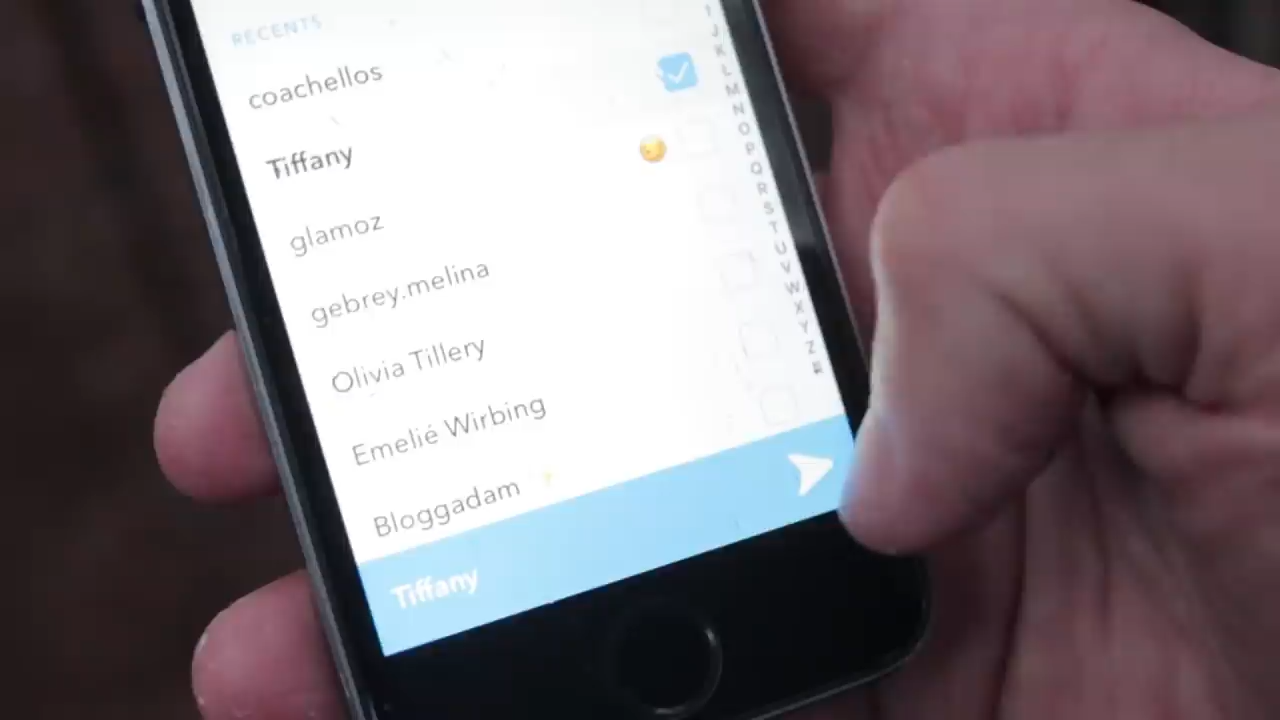 RECENTS
coachellos
Tiffany
glamoz
gebrey.melina
Olivia Tillery
Emelié Wirbing
Bloggadam
Tiffany
I
J
K
L
M
N
O
P
Q
R
S
T
U
V
W
X
Y
Z
#